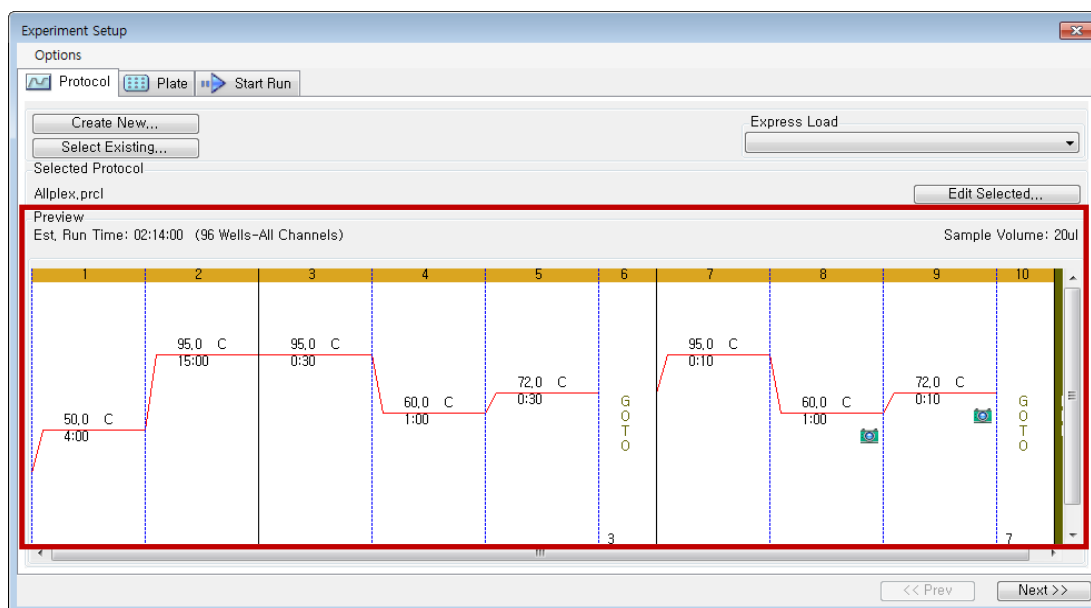 Experiment Setup
Options
Protocol Plate Start Run
Create New... Express Load
Select Existing...
Selected Protocol
Allplex.prcl Edit Selected...
Preview
Est. Run Time: 02:14:00 (96 Wells-All Channels) Sample Volume: 20ul
1 2 3 4 5 6 7 8 9 10
95.0 C 95.0 C 95.0 C
15:00 0:30 0:10
72.0 C 72.0 C
0:30 0:10
60.0 C 60.0 C
1:00 1:00
50.0 C
4:00
GOTO GOTO
3 7
<< Prev Next >>